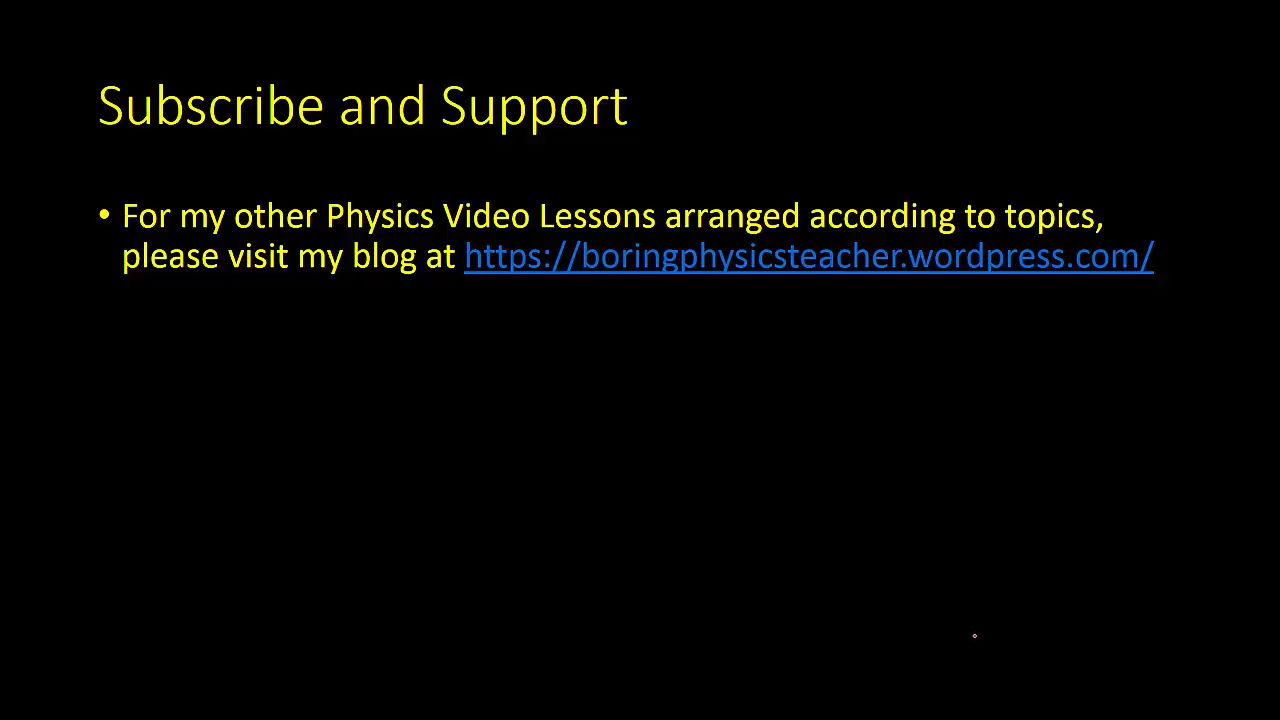 Subscribe and Support
• For my other Physics Video Lessons arranged according to topics,
please visit my blog at https://boringphysicsteacher.wordpress.com/